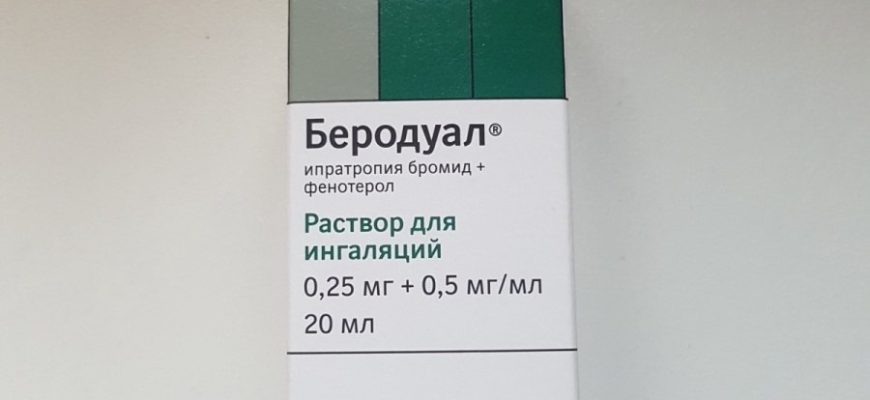 Беродуал®
ипратропия бромид +
фенотерол
Раствор для
ингаляций
0,25 мг + 0,5 мг/мл
20 мл